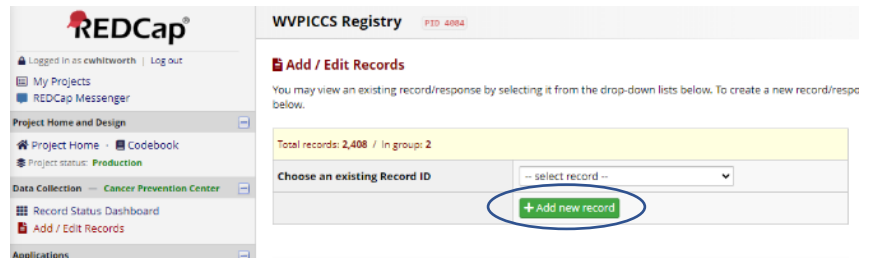 REDCap®
Logged in as cwhitworth | Log out
My Projects
REDCap Messenger
Project Home and Design
Project Home · Codebook
Project status: Production
Data Collection — Cancer Prevention Center
Record Status Dashboard
Add / Edit Records
Applications
WVPICCS Registry PID 4084
Add / Edit Records
You may view an existing record/response by selecting it from the drop-down lists below. To create a new record/respo
below.
Total records: 2,408 / In group: 2
Choose an existing Record ID -- select record --
+ Add new record